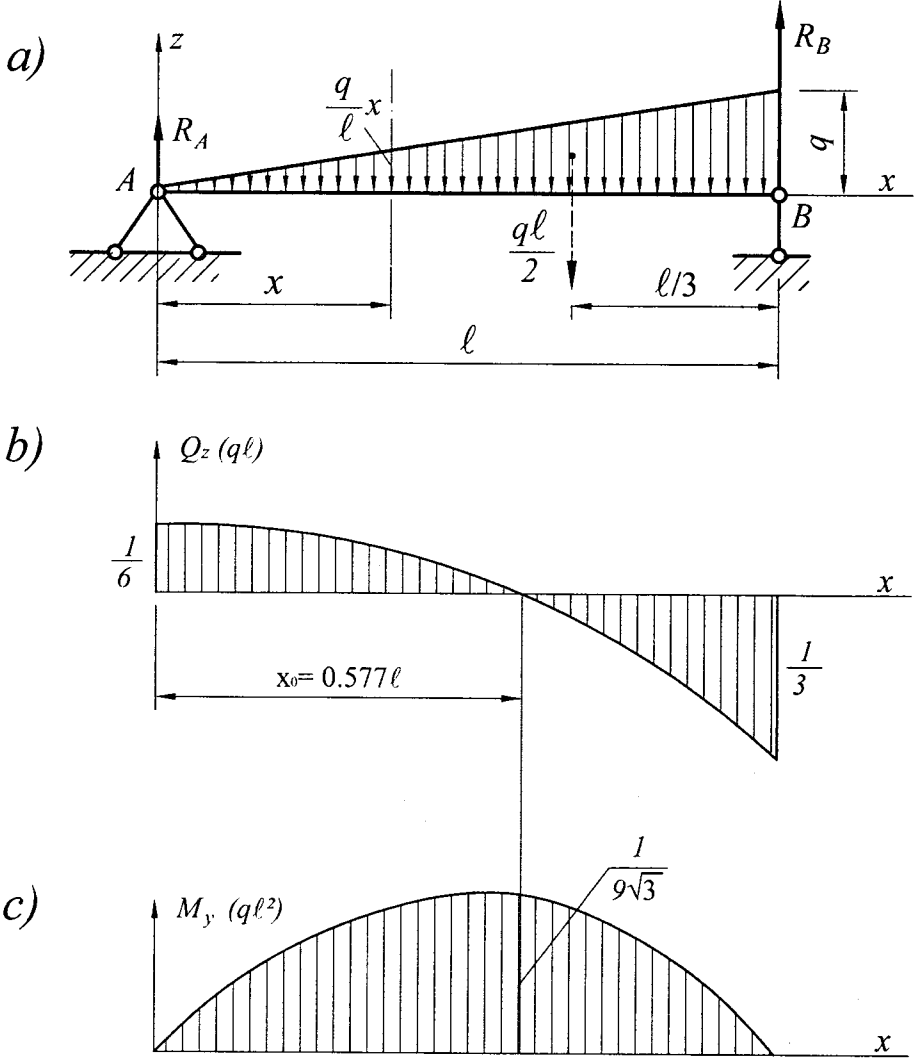 a)
z
R_A
q/ℓ x
R_B
q
A
x
B
qℓ/2
x
ℓ/3
ℓ
b)
Q_z (qℓ)
1/6
x
x₀= 0.577ℓ
1/3
c)
M_y (qℓ²)
1/9√3
x